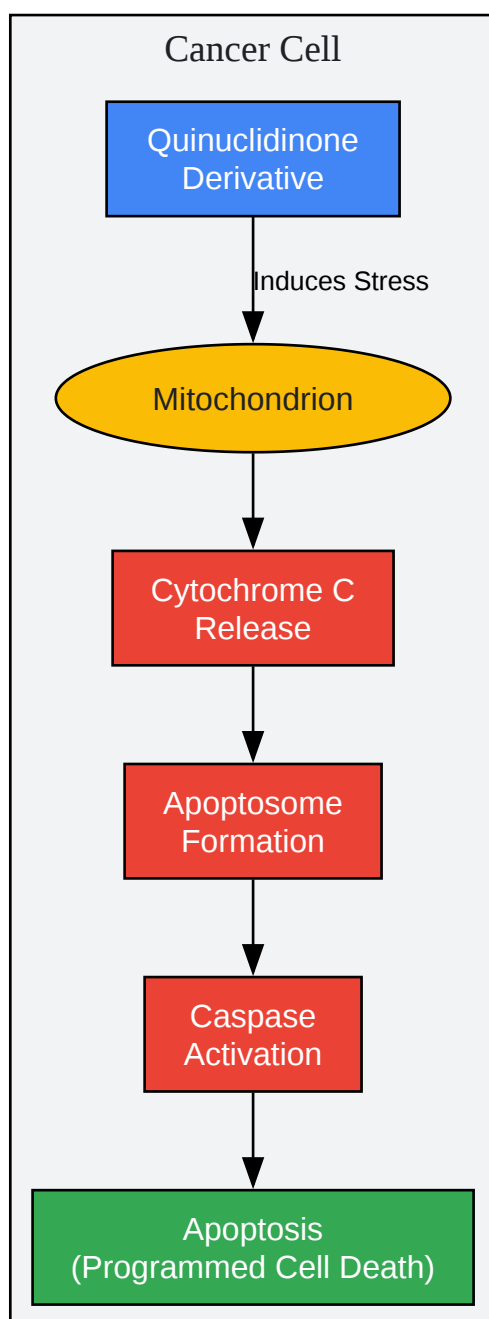 Cancer Cell
Quinuclidinone
Derivative
Induces Stress
Mitochondrion
Cytochrome C
Release
Apoptosome
Formation
Caspase
Activation
Apoptosis
(Programmed Cell Death)